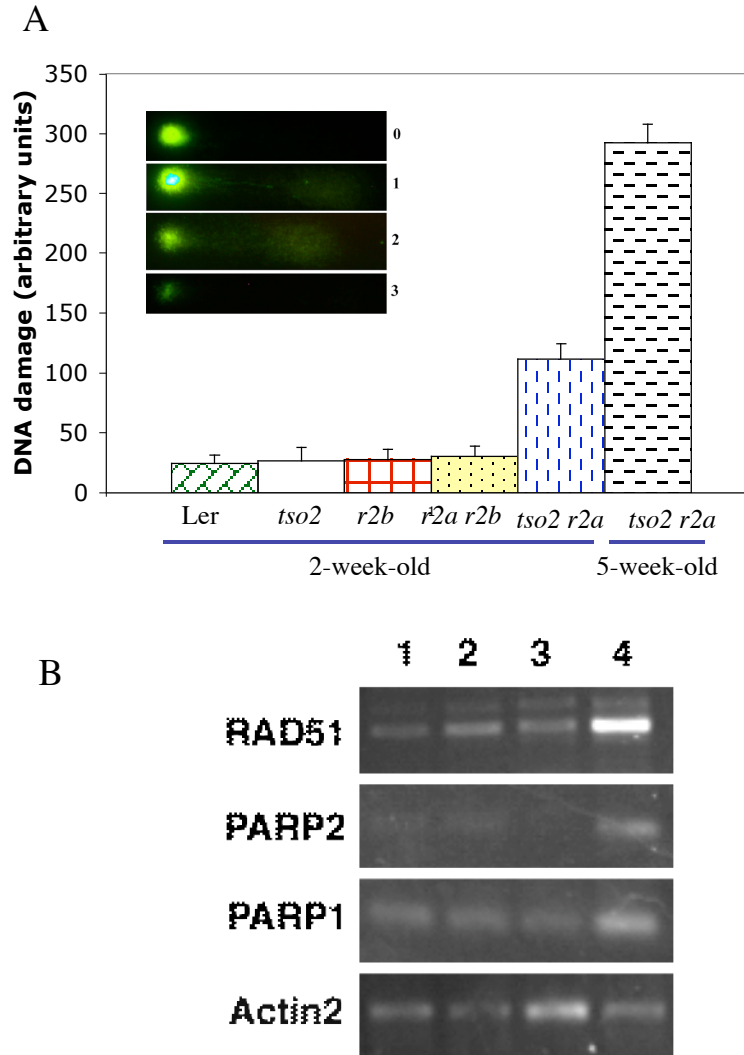 A
DNA damage (arbitrary units)
350
300
250
200
150
100
50
0
0
1
2
3
Ler tso2 r2b r2a r2b tso2 r2a tso2 r2a
2-week-old 5-week-old
B
1 2 3 4
RAD51
PARP2
PARP1
Actin2